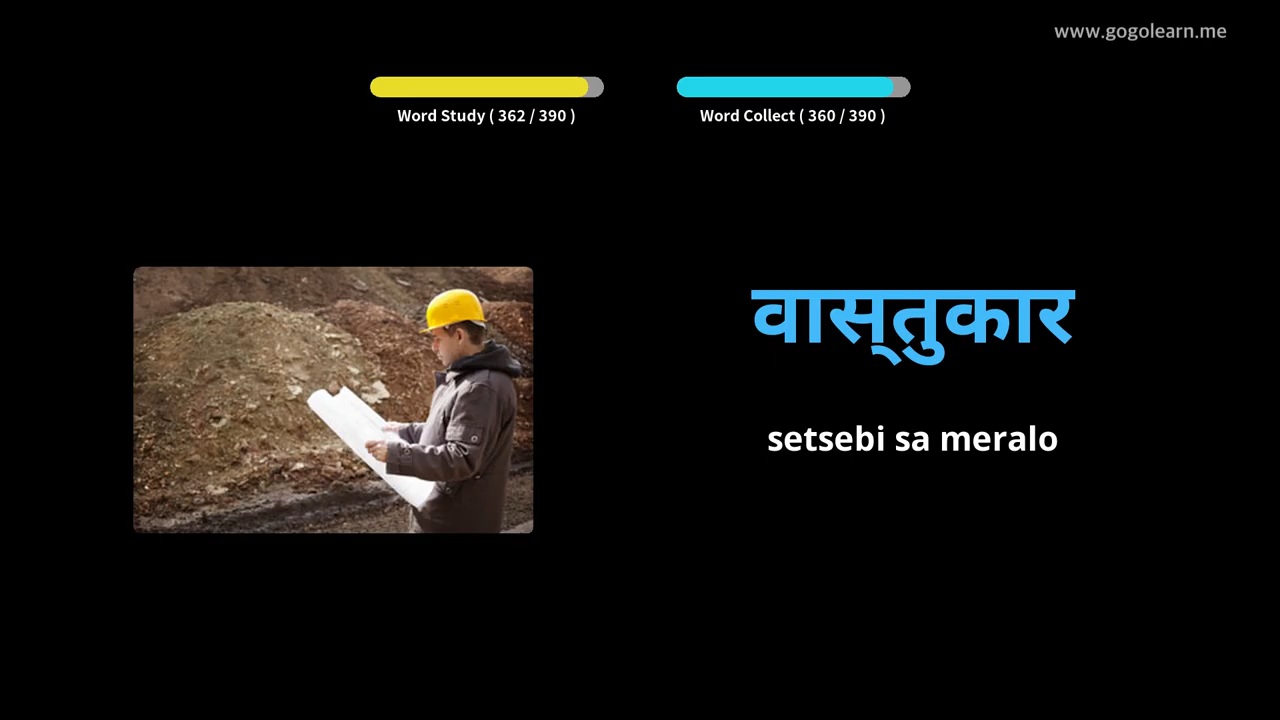 www.gogolearn.me
Word Study ( 362 / 390 )
Word Collect ( 360 / 390 )
वास्तुकार
setsebi sa meralo